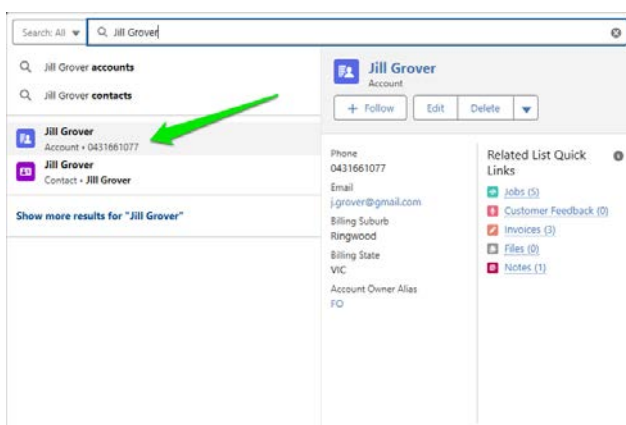 Search: All
Jill Grover
Jill Grover accounts
Jill Grover contacts
Jill Grover
Account • 0431661077
Jill Grover
Contact • Jill Grover
Show more results for "Jill Grover"
Jill Grover
Account
+ Follow
Edit
Delete
Phone
0431661077
Email
j.grover@gmail.com
Billing Suburb
Ringwood
Billing State
VIC
Account Owner Alias
FO
Related List Quick
Links
Jobs (5)
Customer Feedback (0)
Invoices (3)
Files (0)
Notes (1)